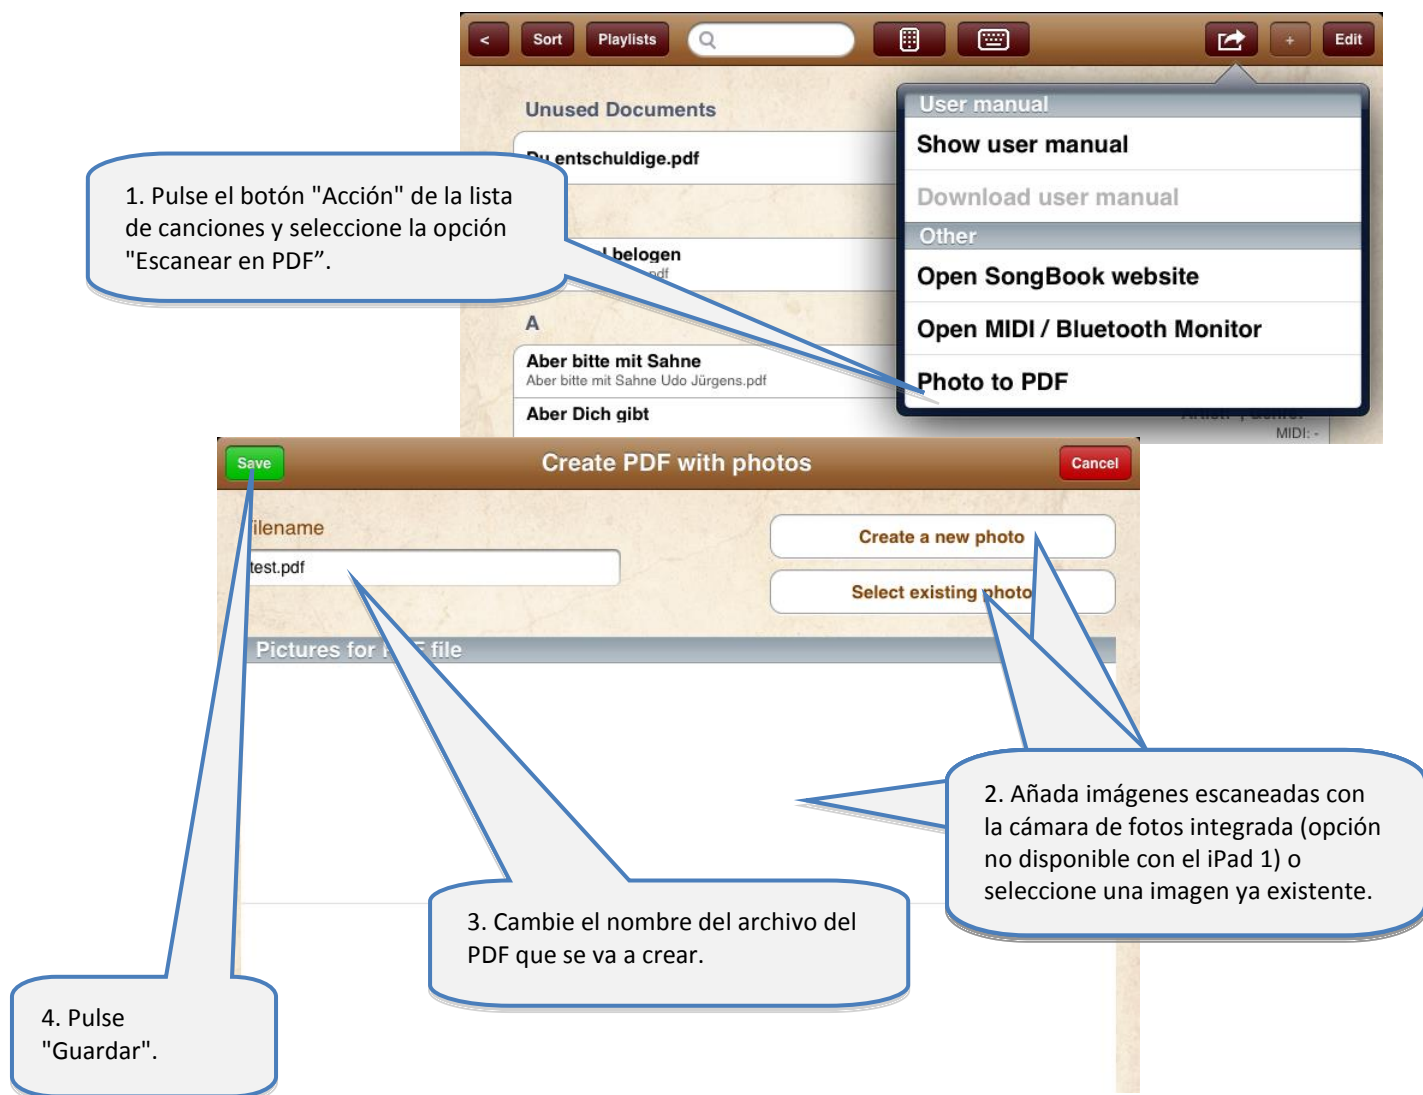 <
Sort
Playlists
+
Edit
Unused Documents
entschuldige.pdf
belogen
A
Aber bitte mit Sahne
Aber bitte mit Sahne Udo Jürgens.pdf
Aber Dich gibt
MIDI: -
User manual
Show user manual
Download user manual
Other
Open SongBook website
Open MIDI / Bluetooth Monitor
Photo to PDF
1. Pulse el botón "Acción" de la lista
de canciones y seleccione la opción
"Escanear en PDF”.
Save
Create PDF with photos
Cancel
filename
test.pdf
Create a new photo
Select existing photo
Pictures for PDF file
2. Añada imágenes escaneadas con
la cámara de fotos integrada (opción
no disponible con el iPad 1) o
seleccione una imagen ya existente.
3. Cambie el nombre del archivo del
PDF que se va a crear.
4. Pulse
"Guardar".